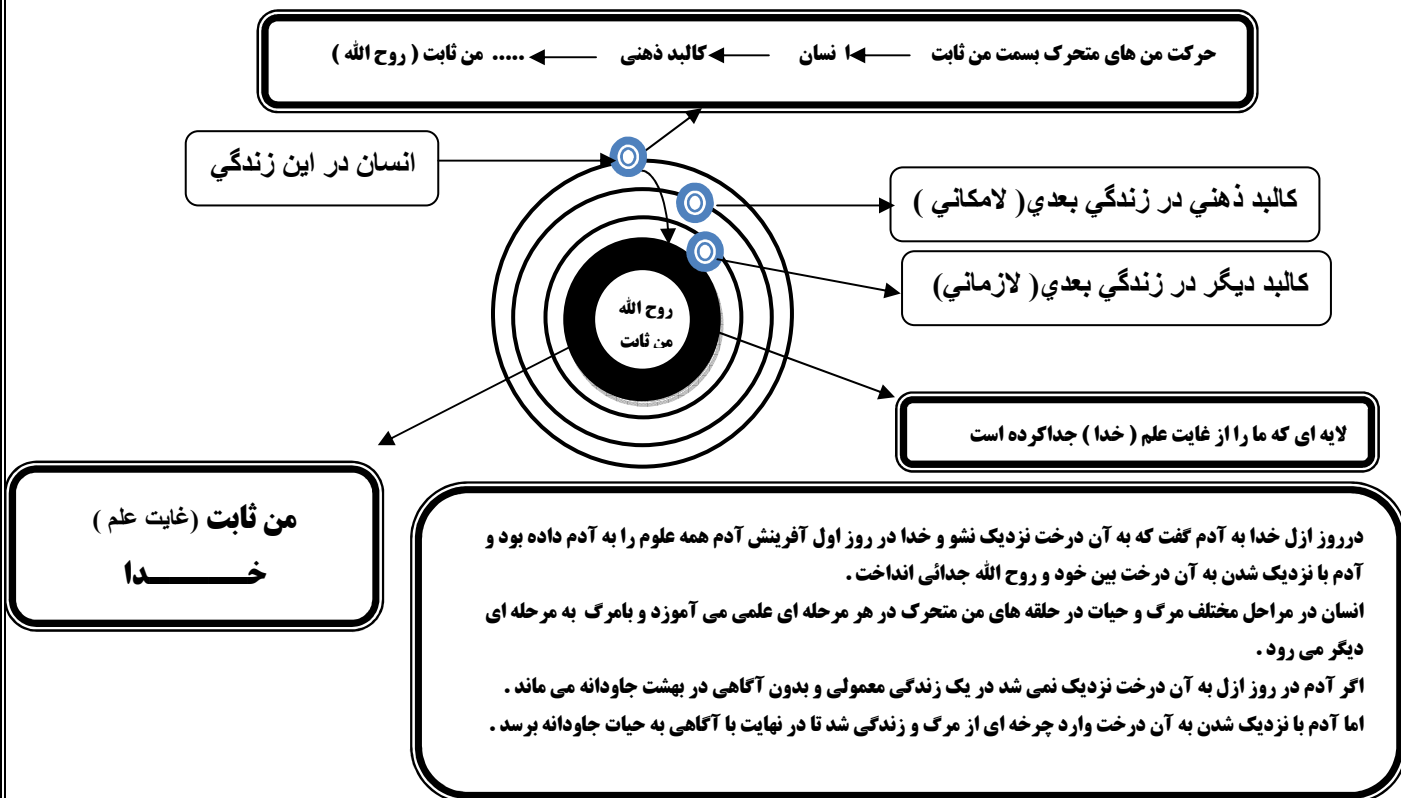 حرکت من های متحرک بسمت من ثابت ← ا نسان ← کالبد ذهنی ← ..... من ثابت ( روح الله )
انسان در اين زندگي
کالبد ذهني در زندگي بعدي( لامکاني )
کالبد ديگر در زندگي بعدي( لازماني)
روح الله
من ثابت
لایه ای که ما را از غایت علم ( خدا ) جداکرده است
من ثابت (غایت علم )
خـــــــدا
درروز ازل خدا به آدم گفت که به آن درخت نزدیک نشو و خدا در روز اول آفرینش آدم همه علوم را به آدم داده بود و
آدم با نزدیک شدن به آن درخت بین خود و روح الله جدائی انداخت .
انسان در مراحل مختلف مرگ و حیات در حلقه های من متحرک در هر مرحله ای علمی می آموزد و بامرگ به مرحله ای
دیگر می رود .
اگر آدم در روز ازل به آن درخت نزدیک نمی شد در یک زندگی معمولی و بدون آگاهی در بهشت جاودانه می ماند .
اما آدم با نزدیک شدن به آن درخت وارد چرخه ای از مرگ و زندگی شد تا در نهایت با آگاهی به حیات جاودانه برسد .